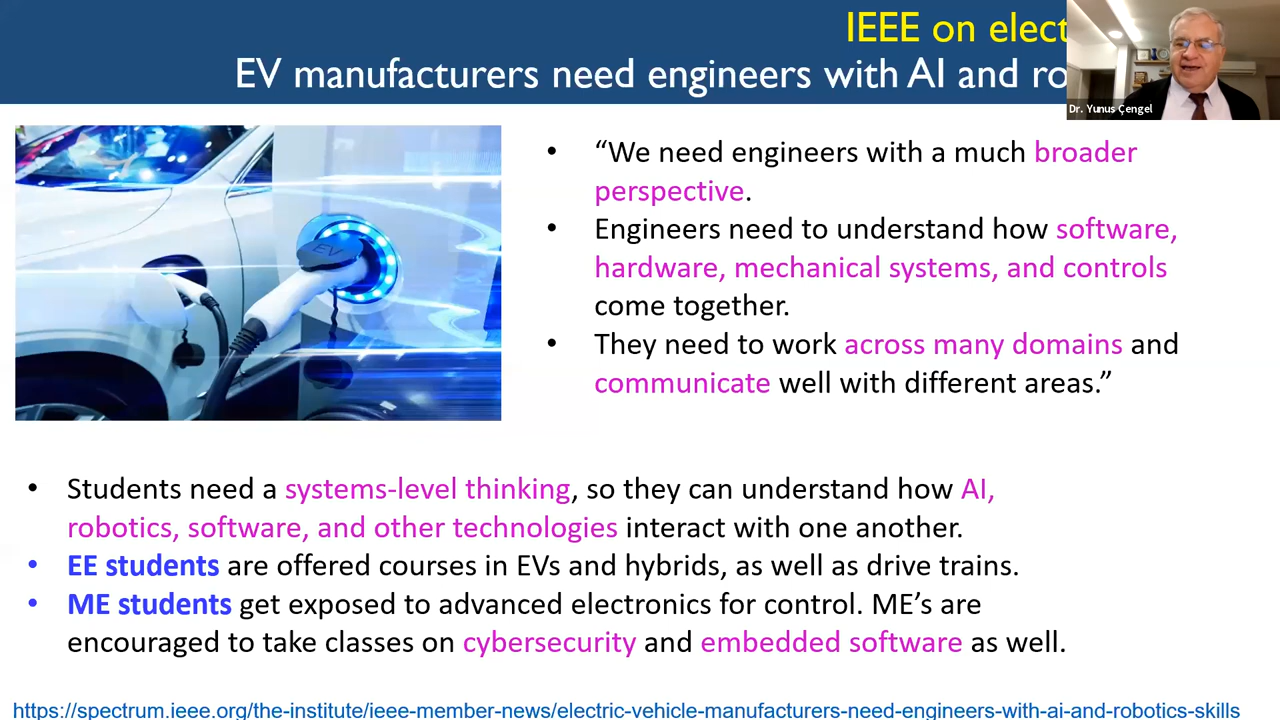 IEEE on elect
EV manufacturers need engineers with AI and ro
Dr. Yunus Çengel
EV
• “We need engineers with a much broader
perspective.
• Engineers need to understand how software,
hardware, mechanical systems, and controls
come together.
• They need to work across many domains and
communicate well with different areas.”
• Students need a systems-level thinking, so they can understand how AI,
robotics, software, and other technologies interact with one another.
• EE students are offered courses in EVs and hybrids, as well as drive trains.
• ME students get exposed to advanced electronics for control. ME’s are
encouraged to take classes on cybersecurity and embedded software as well.
https://spectrum.ieee.org/the-institute/ieee-member-news/electric-vehicle-manufacturers-need-engineers-with-ai-and-robotics-skills